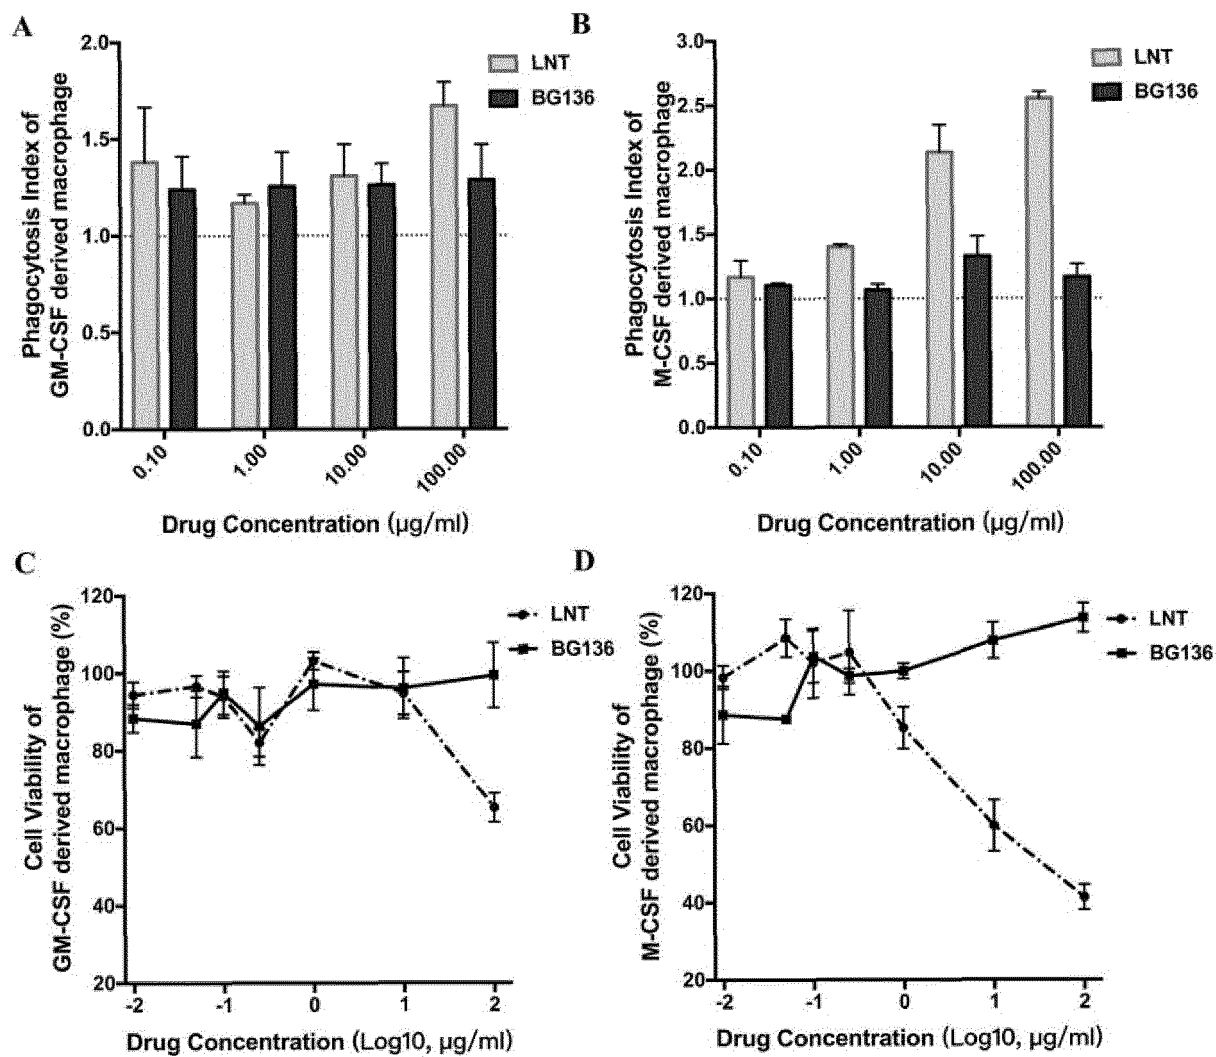 A
Phagocytosis Index of
GM-CSF derived macrophage
2.0
1.5
1.0
0.5
0.0
LNT
BG136
0.10
1.00
10.00
100.00
Drug Concentration (µg/ml)
B
Phagocytosis Index of
M-CSF derived macrophage
3.0
2.5
2.0
1.5
1.0
0.5
0.0
LNT
BG136
0.10
1.00
10.00
100.00
Drug Concentration (µg/ml)
C
Cell Viability of
GM-CSF derived macrophage (%)
120
100
80
60
40
20
LNT
BG136
-2
-1
0
1
2
Drug Concentration (Log10, µg/ml)
D
Cell Viability of
M-CSF derived macrophage (%)
120
100
80
60
40
20
LNT
BG136
-2
-1
0
1
2
Drug Concentration (Log10, µg/ml)